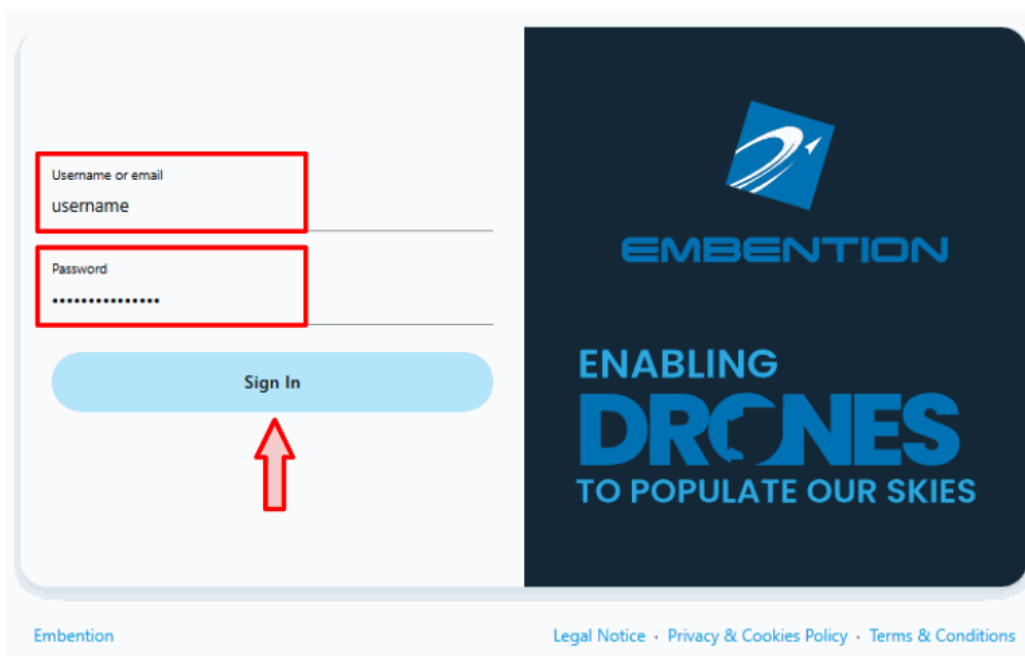 Username or email
username
Password
•••••••••••••••
Sign In
EMBENTION
ENABLING
DRONES
TO POPULATE OUR SKIES
Embention
Legal Notice · Privacy & Cookies Policy · Terms & Conditions